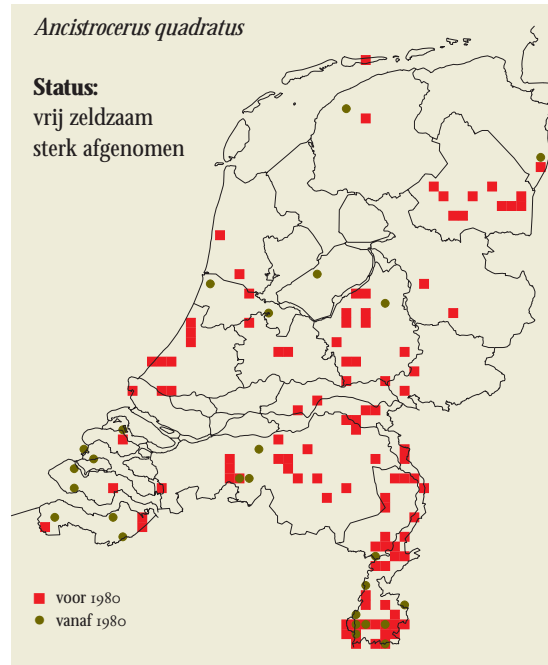 Ancistrocerus quadratus
Status:
vrij zeldzaam
sterk afgenomen
voor 1980
vanaf 1980